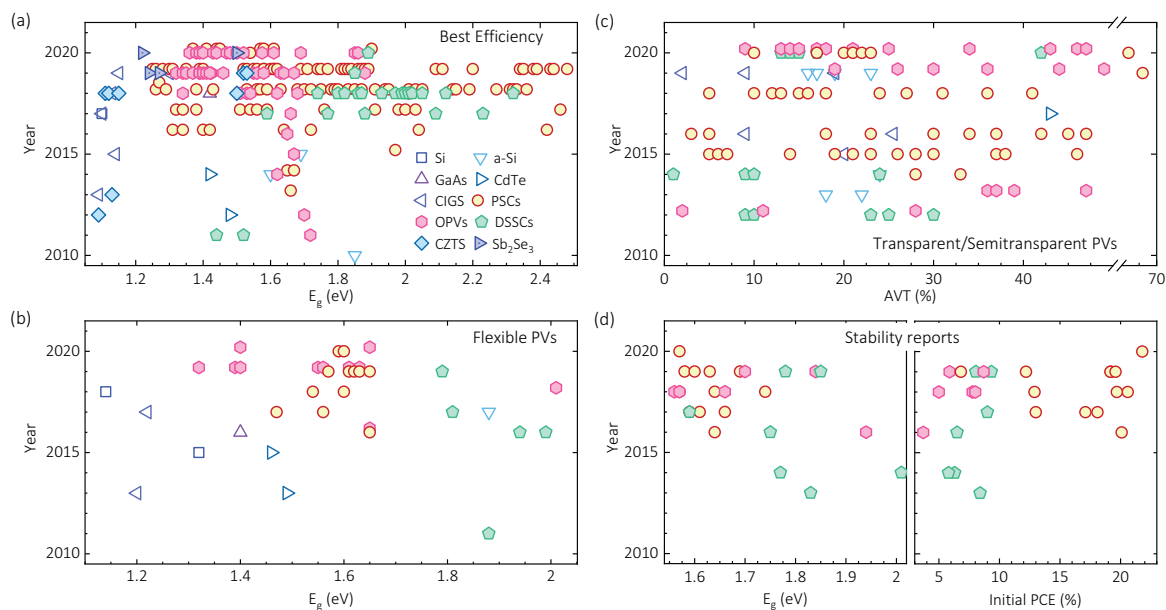 (a)
Best Efficiency
Year
2020
2015
2010
Si
a-Si
GaAs
CdTe
CIGS
PSCs
OPVs
DSSCs
CZTS
Sb₂Se₃
1.2 1.4 1.6 1.8 2.0 2.2 2.4
E_g (eV)
(c)
Year
2020
2015
2010
Transparent/Semitransparent PVs
0 10 20 30 40 70
AVT (%)
(b)
Flexible PVs
Year
2020
2015
2010
1.2 1.4 1.6 1.8 2
E_g (eV)
(d)
Stability reports
Year
2020
2015
2010
1.6 1.7 1.8 1.9 2 5 10 15 20
E_g (eV) Initial PCE (%)